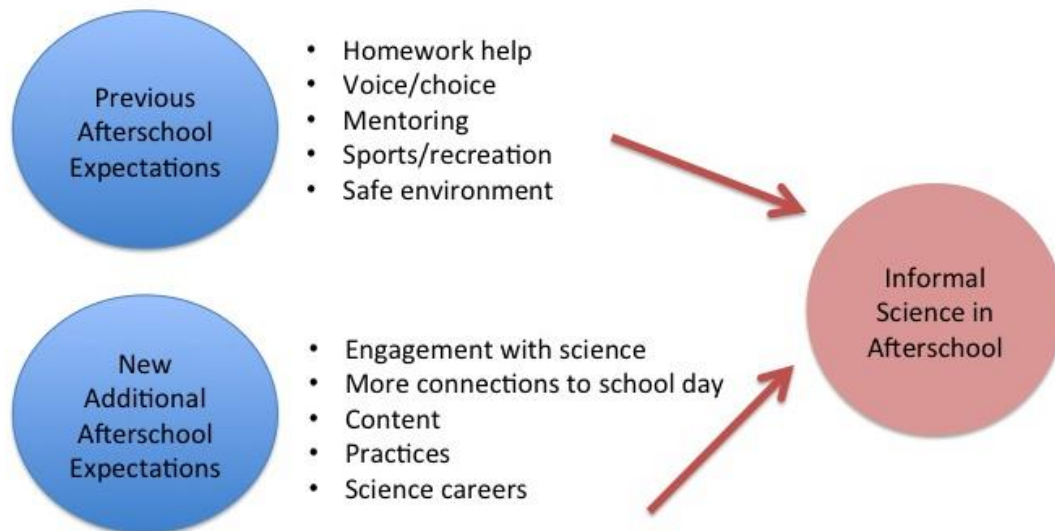 Previous
Afterschool
Expectations
• Homework help
• Voice/choice
• Mentoring
• Sports/recreation
• Safe environment
New
Additional
Afterschool
Expectations
• Engagement with science
• More connections to school day
• Content
• Practices
• Science careers
Informal
Science in
Afterschool